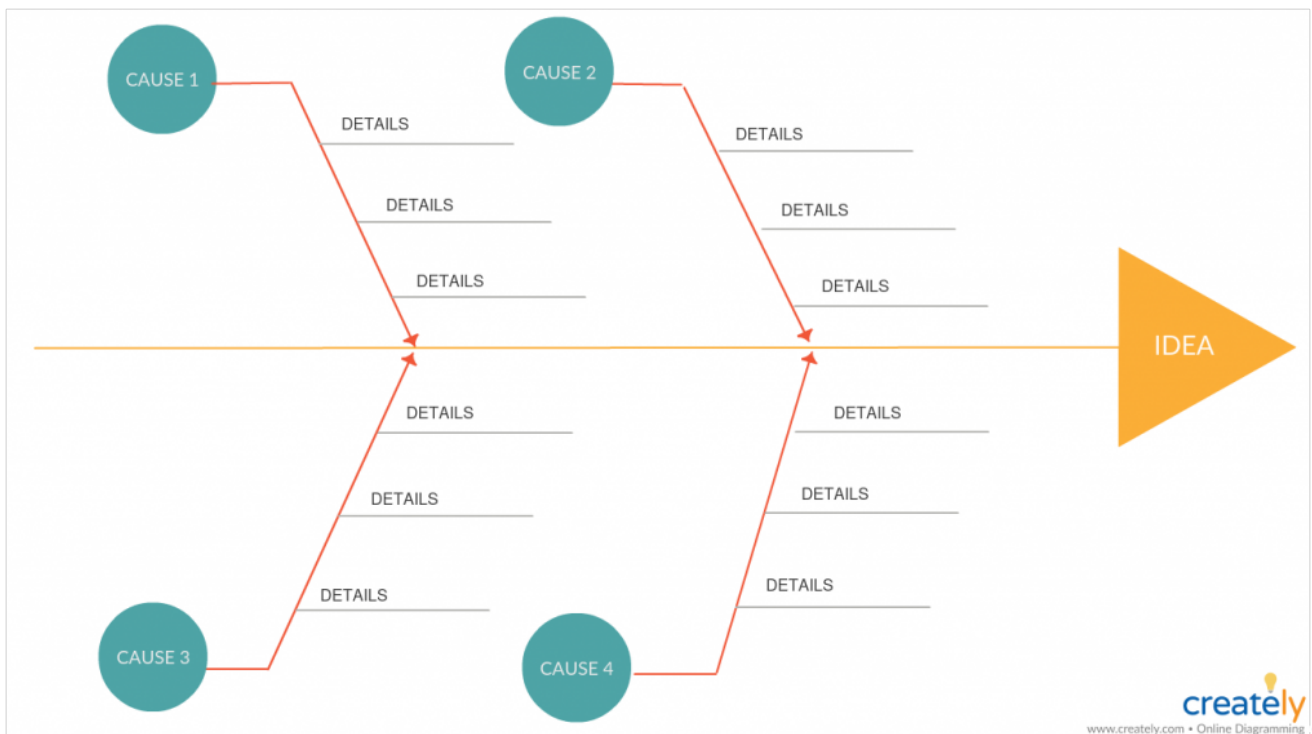 CAUSE 1
DETAILS
DETAILS
DETAILS
CAUSE 2
DETAILS
DETAILS
DETAILS
IDEA
CAUSE 3
DETAILS
DETAILS
DETAILS
CAUSE 4
DETAILS
DETAILS
DETAILS
creately
www.creately.com • Online Diagramming